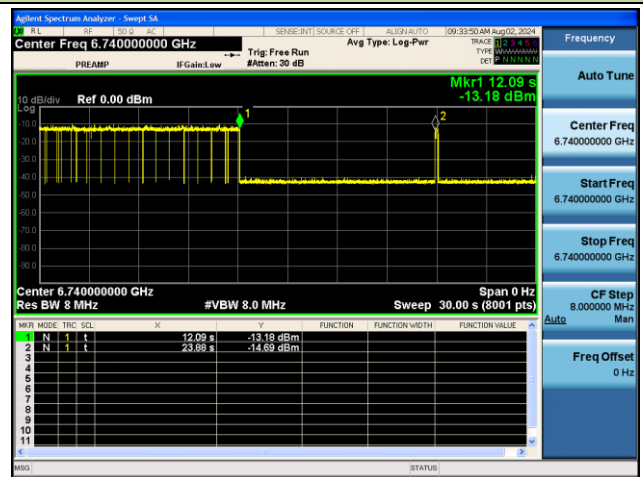 Agilent Spectrum Analyzer - Swept SA
RL RF 50 Ω AC SENSE:INT SOURCE OFF ALIGN AUTO 09:33:50 AM Aug 02, 2024
Center Freq 6.740000000 GHz
PREAMP IFGain:Low
Trig: Free Run
#Atten: 30 dB
Avg Type: Log-Pwr
TRACE 1 2 3 4 5 6
TYPE
DET P N N N N N
Mkr1 12.09 s
-13.18 dBm
10 dB/div Ref 0.00 dBm
Log
-10.0
-20.0
-30.0
-40.0
-50.0
-60.0
-70.0
-80.0
-90.0
1
2
Center 6.740000000 GHz Span 0 Hz
Res BW 8 MHz #VBW 8.0 MHz Sweep 30.00 s (8001 pts)
MKR MODE TRC SCL X Y FUNCTION FUNCTION WIDTH FUNCTION VALUE
1 N 1 t 12.09 s -13.18 dBm
2 N 1 t 23.88 s -14.69 dBm
3
4
5
6
7
8
9
10
11
MSG STATUS
Frequency
Auto Tune
Center Freq
6.740000000 GHz
Start Freq
6.740000000 GHz
Stop Freq
6.740000000 GHz
CF Step
8.000000 MHz
Auto Man
Freq Offset
0 Hz